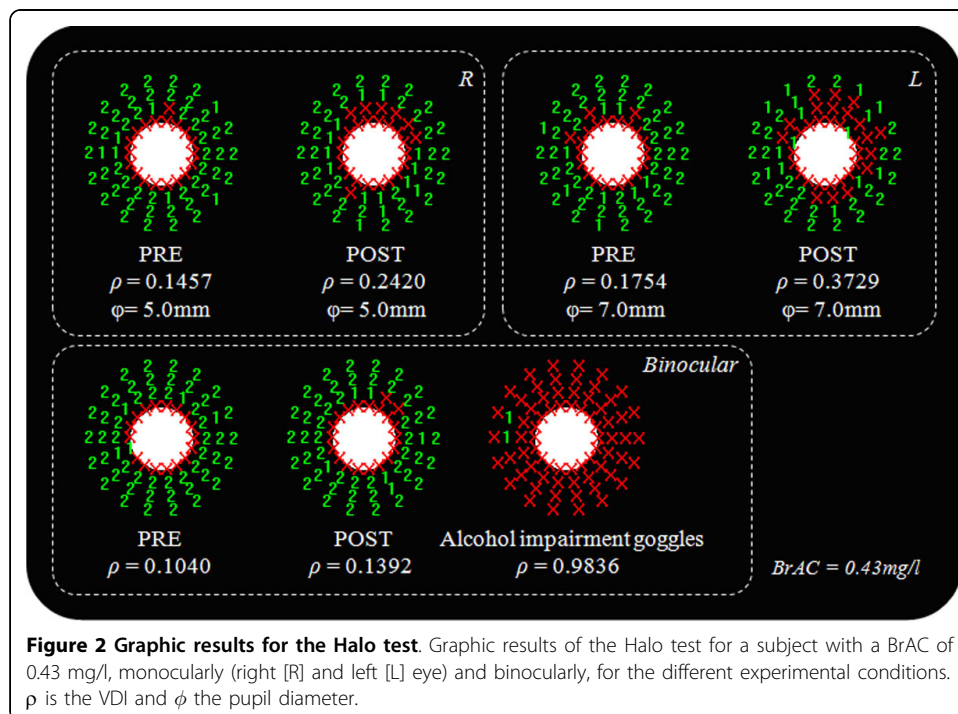 R
L
PRE
POST
PRE
POST
ρ = 0.1457
ρ = 0.2420
ρ = 0.1754
ρ = 0.3729
φ= 5.0mm
φ= 5.0mm
φ= 7.0mm
φ= 7.0mm
Binocular
PRE
POST
Alcohol impairment goggles
ρ = 0.1040
ρ = 0.1392
ρ = 0.9836
BrAC = 0.43mg/l
Figure 2 Graphic results for the Halo test. Graphic results of the Halo test for a subject with a BrAC of
0.43 mg/l, monocularly (right [R] and left [L] eye) and binocularly, for the different experimental conditions.
ρ is the VDI and ϕ the pupil diameter.